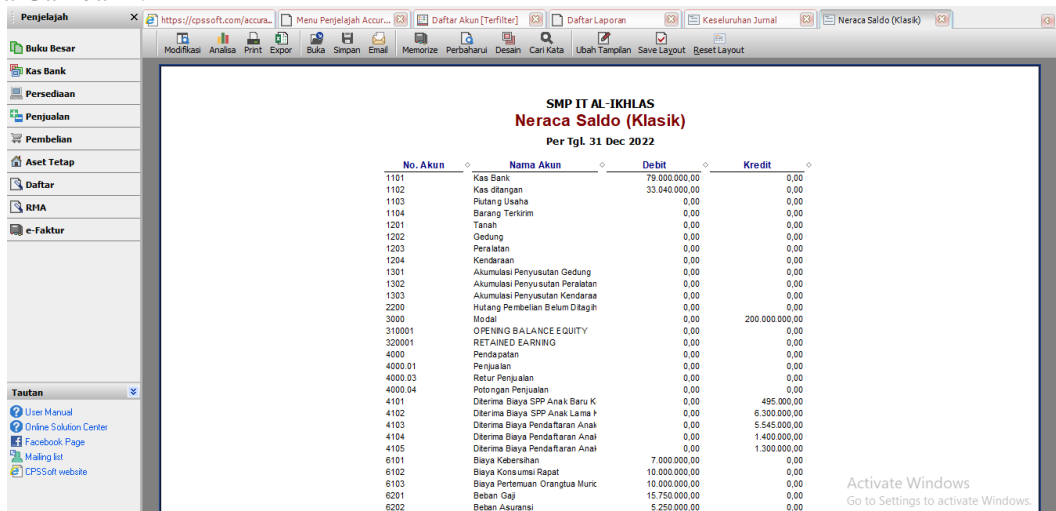 Penjelajah X
https://cpssoft.com/accura... Menu Penjelajah Accur... Daftar Akun [Terfilter] Daftar Laporan Keseluruhan Jurnal Neraca Saldo (Klasik)
Modifikasi Analisa Print Expor Buka Simpan Email Memorize Perbaharui Desain Cari Kata Ubah Tampilan Save Layout Reset Layout
Buku Besar
Kas Bank
Persediaan
Penjualan
Pembelian
Aset Tetap
Daftar
RMA
e-Faktur
Tautan
User Manual
Online Solution Center
Facebook Page
Mailing list
CPSSoft website
SMP IT AL-IKHLAS
Neraca Saldo (Klasik)
Per Tgl. 31 Dec 2022
No. Akun Nama Akun Debit Kredit
1101 Kas Bank 79.000.000,00 0,00
1102 Kas ditangan 33.040.000,00 0,00
1103 Piutang Usaha 0,00 0,00
1104 Barang Terkirim 0,00 0,00
1201 Tanah 0,00 0,00
1202 Gedung 0,00 0,00
1203 Peralatan 0,00 0,00
1204 Kendaraan 0,00 0,00
1301 Akumulasi Penyusutan Gedung 0,00 0,00
1302 Akumulasi Penyusutan Peralatan 0,00 0,00
1303 Akumulasi Penyusutan Kendaraa 0,00 0,00
2200 Hutang Pembelian Belum Ditagih 0,00 0,00
3000 Modal 0,00 200.000.000,00
310001 OPENING BALANCE EQUITY 0,00 0,00
320001 RETAINED EARNING 0,00 0,00
4000 Pendapatan 0,00 0,00
4000.01 Penjualan 0,00 0,00
4000.03 Retur Penjualan 0,00 0,00
4000.04 Potongan Penjualan 0,00 0,00
4101 Diterima Biaya SPP Anak Baru K 0,00 495.000,00
4102 Diterima Biaya SPP Anak Lama K 0,00 6.300.000,00
4103 Diterima Biaya Pendaftaran Anak 0,00 5.545.000,00
4104 Diterima Biaya Pendaftaran Anak 0,00 1.400.000,00
4105 Diterima Biaya Pendaftaran Anak 0,00 1.300.000,00
6101 Biaya Kebersihan 7.000.000,00 0,00
6102 Biaya Konsumsi Rapat 10.000.000,00 0,00
6103 Biaya Pertemuan Orangtua Muric 10.000.000,00 0,00
6201 Beban Gaji 15.750.000,00 0,00
6202 Beban Asuransi 5.250.000,00 0,00
Activate Windows
Go to Settings to activate Windows.